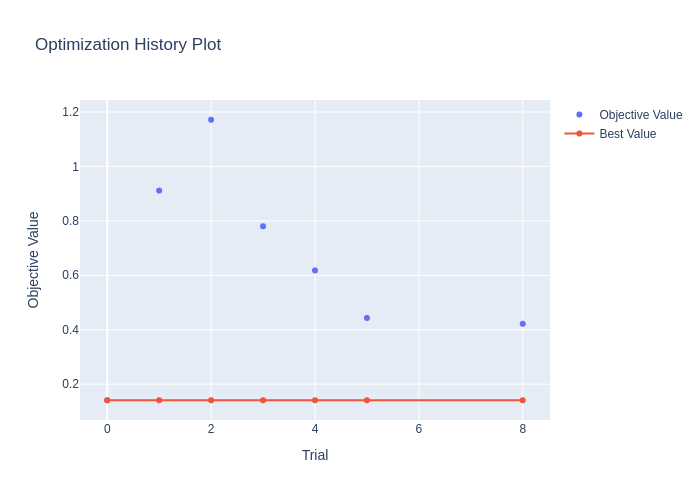 Optimization History Plot
Objective Value
Best Value
1.2
1
0.8
0.6
0.4
0.2
Objective Value
0 2 4 6 8
Trial